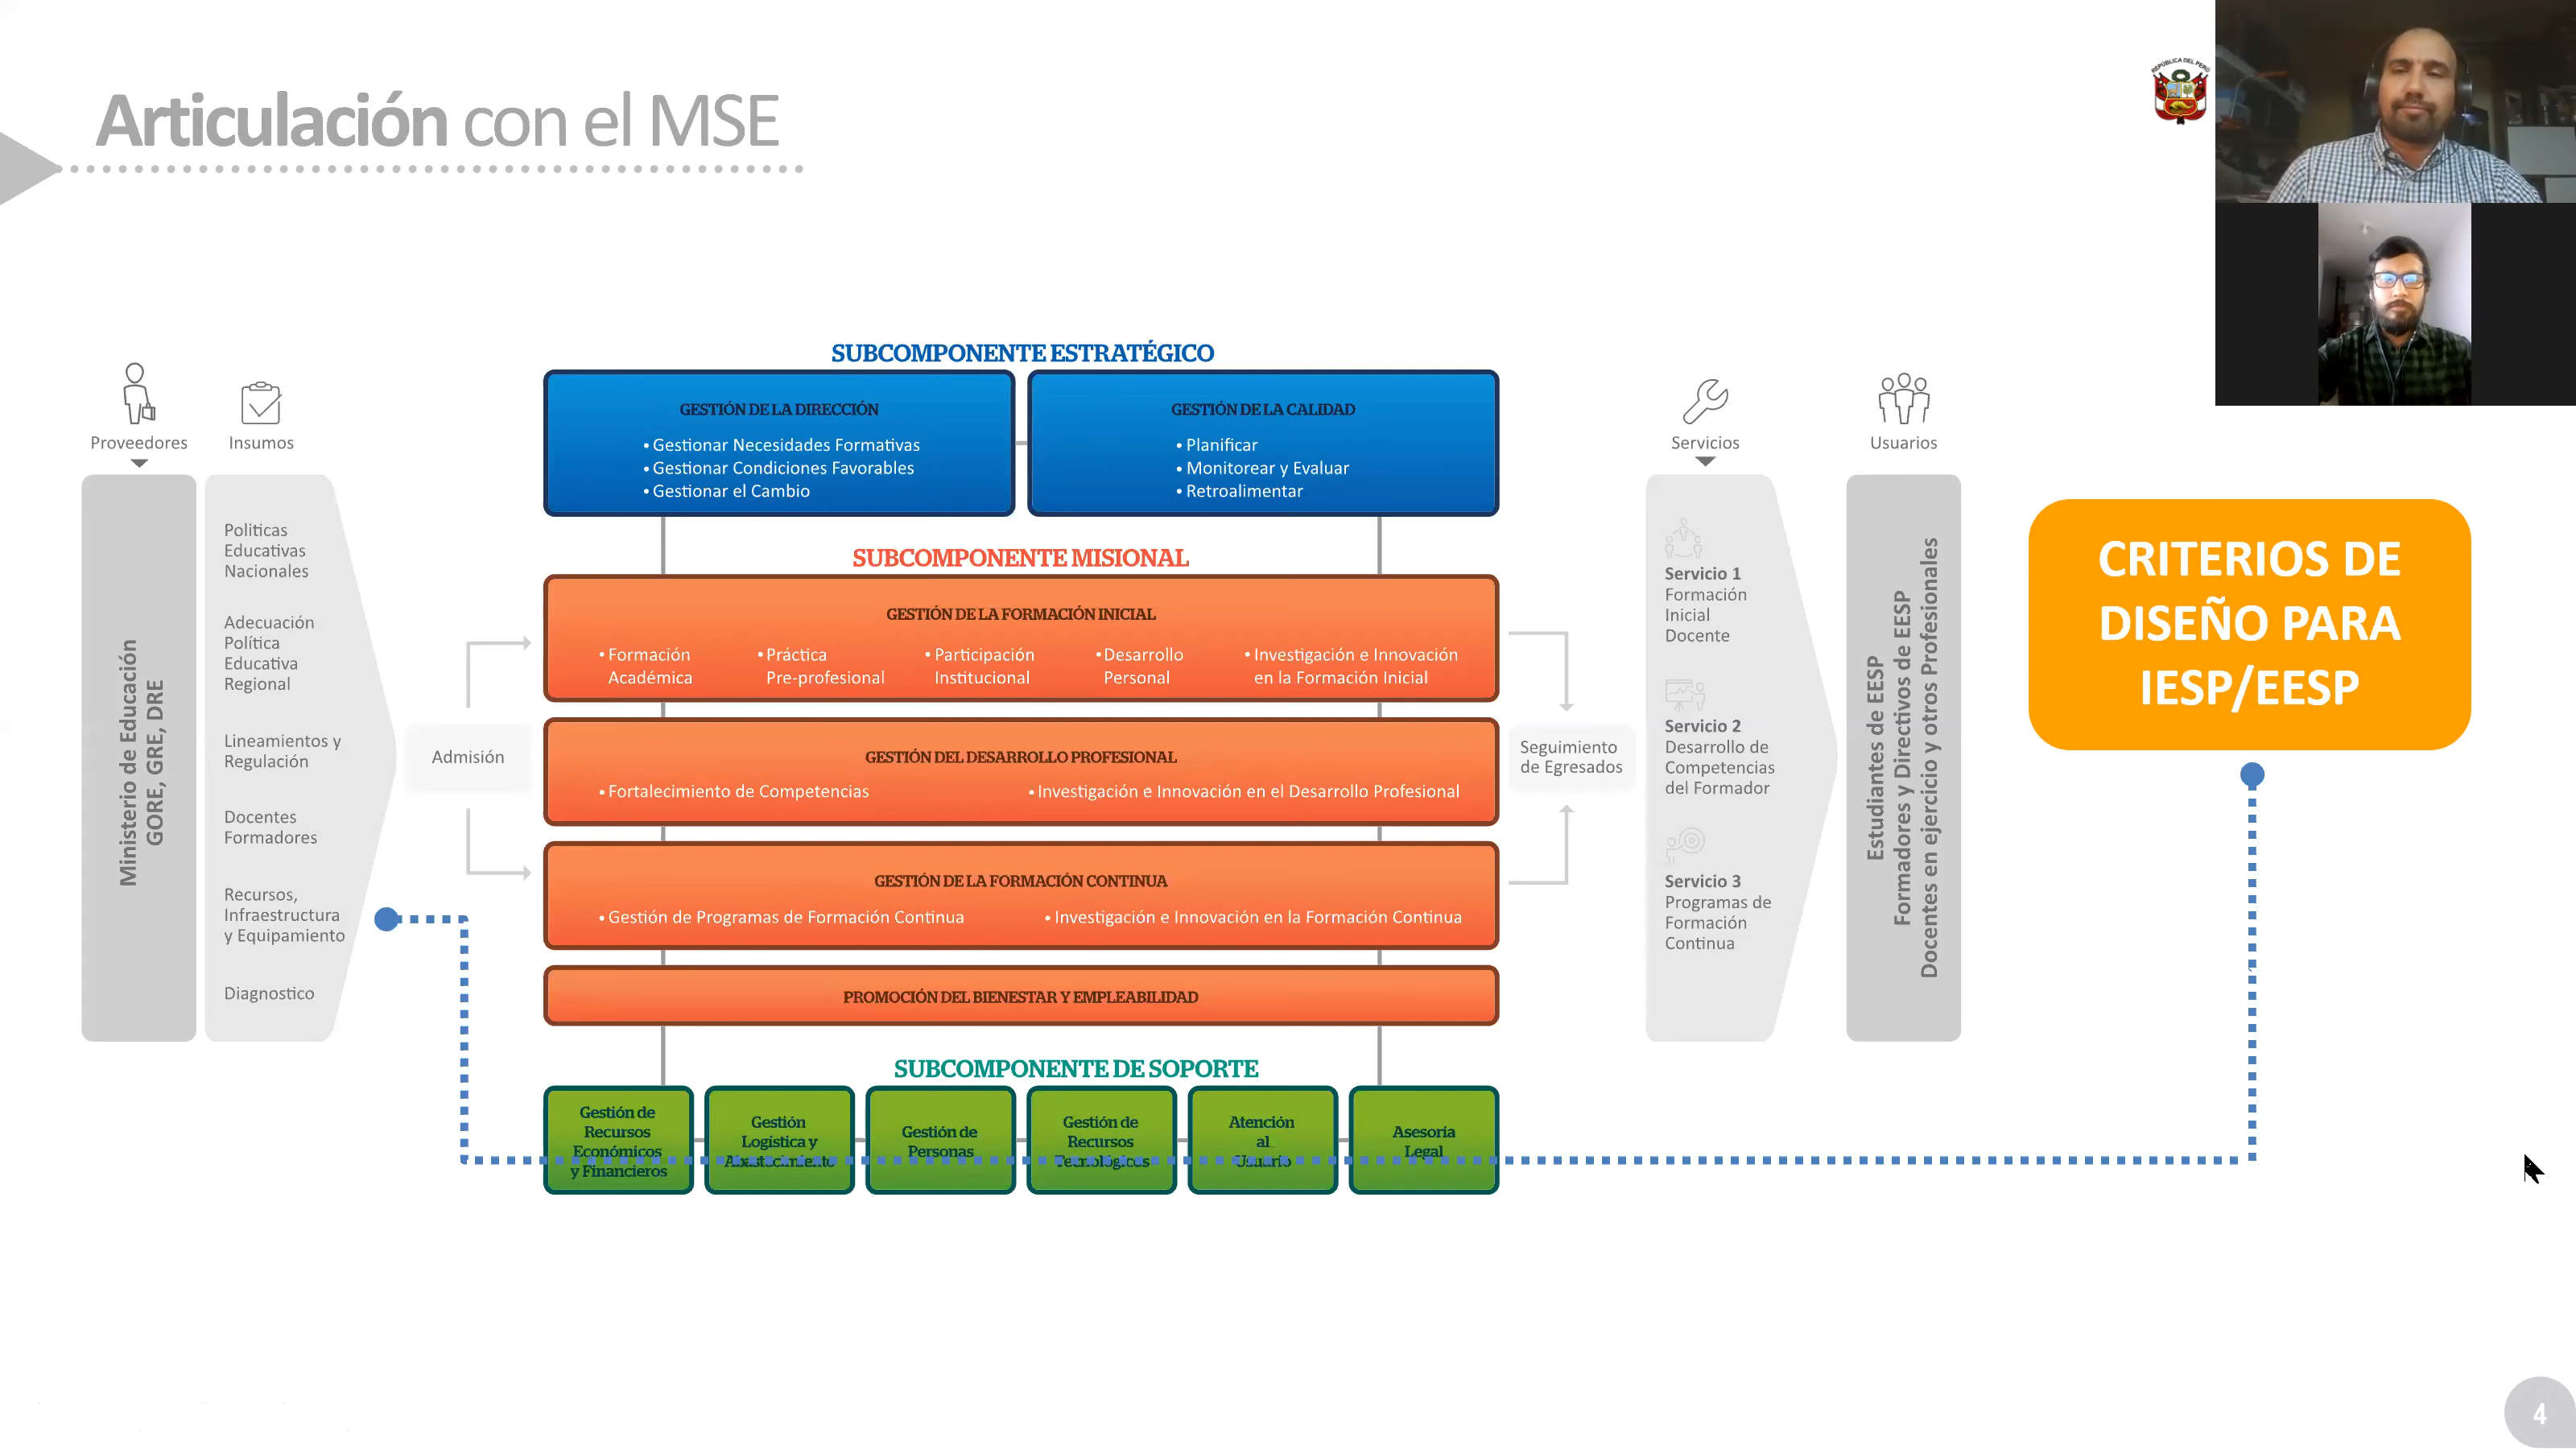 Articulación con el MSE
REPÚBLICA DEL PERÚ
Proveedores
Ministerio de Educación
GORE, GRE, DRE
Insumos
Politicas
Educativas
Nacionales
Adecuación
Política
Educativa
Regional
Lineamientos y
Regulación
Docentes
Formadores
Recursos,
Infraestructura
y Equipamiento
Diagnostico
Admisión
SUBCOMPONENTE ESTRATÉGICO
GESTIÓN DE LA DIRECCIÓN
• Gestionar Necesidades Formativas
• Gestionar Condiciones Favorables
• Gestionar el Cambio
GESTIÓN DE LA CALIDAD
• Planificar
• Monitorear y Evaluar
• Retroalimentar
SUBCOMPONENTE MISIONAL
GESTIÓN DE LA FORMACIÓN INICIAL
• Formación
Académica
• Práctica
Pre-profesional
• Participación
Institucional
• Desarrollo
Personal
• Investigación e Innovación
en la Formación Inicial
GESTIÓN DEL DESARROLLO PROFESIONAL
• Fortalecimiento de Competencias
• Investigación e Innovación en el Desarrollo Profesional
GESTIÓN DE LA FORMACIÓN CONTINUA
• Gestión de Programas de Formación Continua
• Investigación e Innovación en la Formación Continua
PROMOCIÓN DEL BIENESTAR Y EMPLEABILIDAD
SUBCOMPONENTE DE SOPORTE
Gestión de
Recursos
Económicos
y Financieros
Gestión
Logística y
Abastecimiento
Gestión de
Personas
Gestión de
Recursos
Tecnológicos
Atención
al
Usuario
Asesoría
Legal
Seguimiento
de Egresados
Servicios
Servicio 1
Formación
Inicial
Docente
Servicio 2
Desarrollo de
Competencias
del Formador
Servicio 3
Programas de
Formación
Continua
Usuarios
Estudiantes de EESP
Formadores y Directivos de EESP
Docentes en ejercicio y otros Profesionales
CRITERIOS DE
DISEÑO PARA
IESP/EESP
4